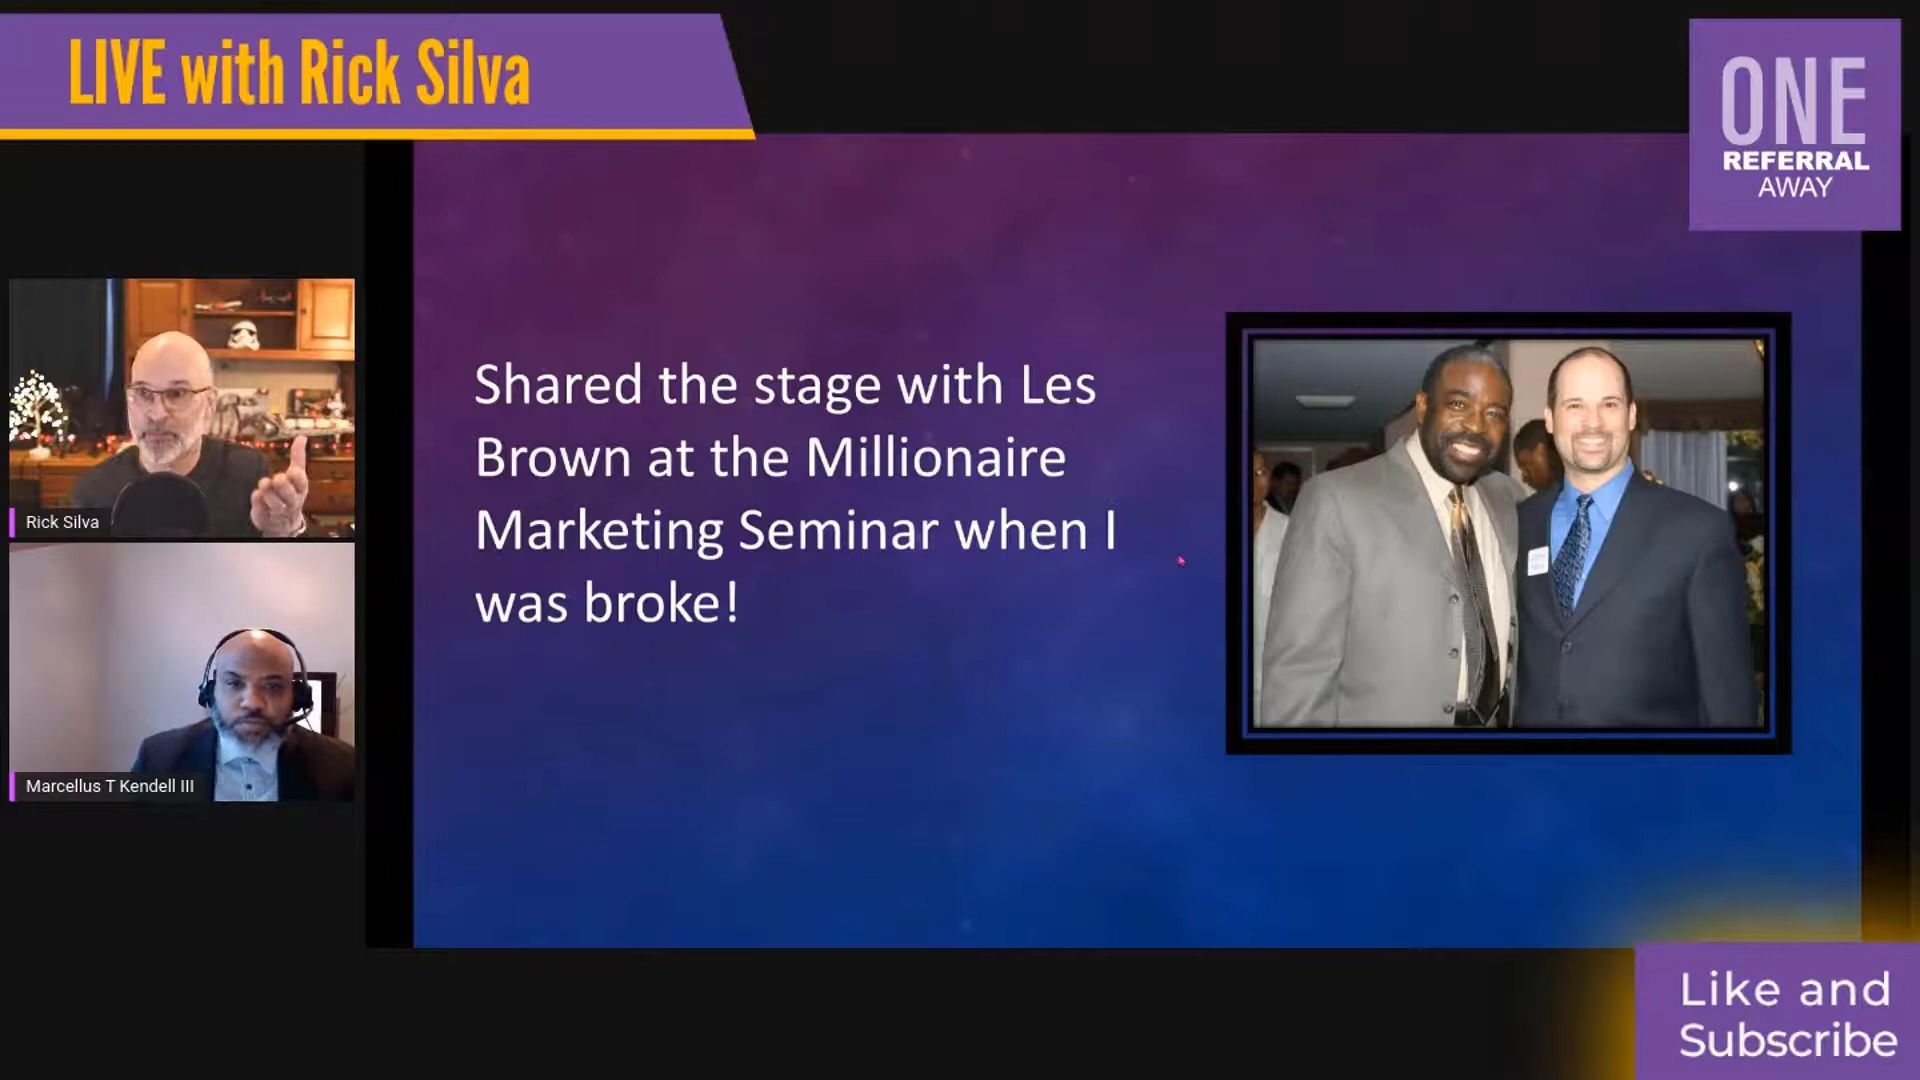 LIVE with Rick Silva
ONE
REFERRAL
AWAY
Shared the stage with Les
Brown at the Millionaire
Marketing Seminar when I
was broke!
Rick Silva
Marcellus T Kendell III
Like and
Subscribe